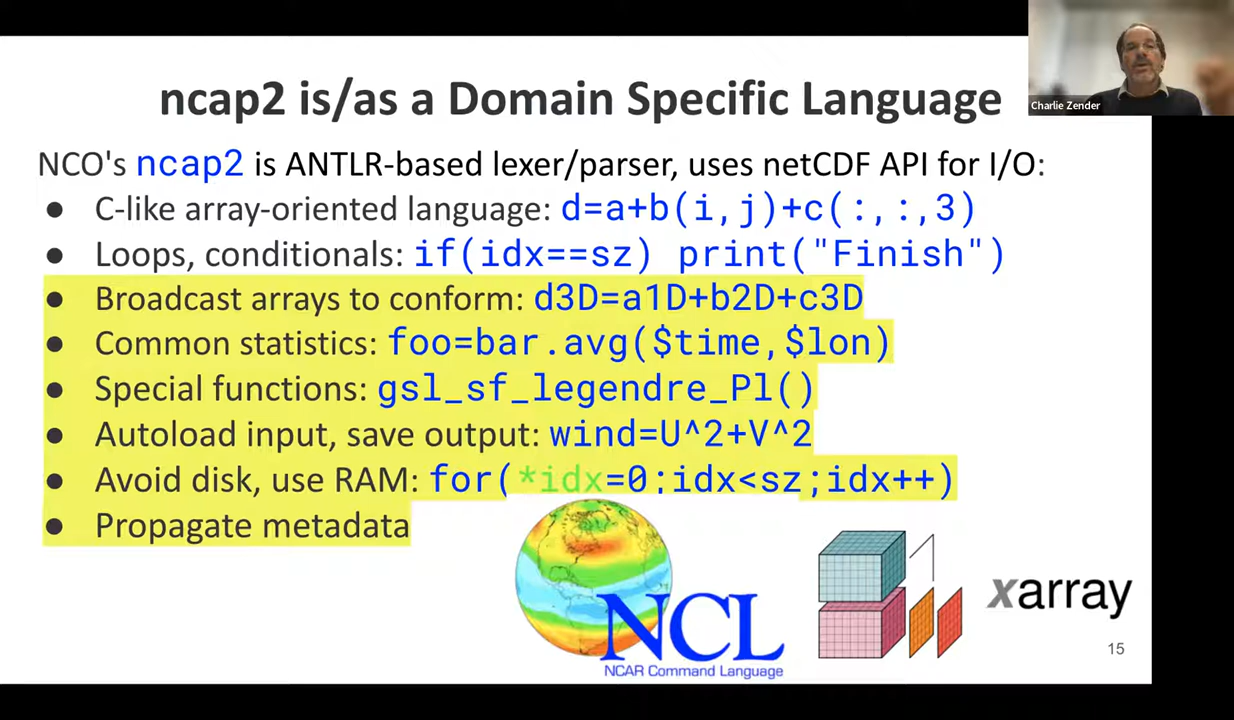 ncap2 is/as a Domain Specific Language
Charlie Zender
NCO's ncap2 is ANTLR-based lexer/parser, uses netCDF API for I/O:
● C-like array-oriented language: d=a+b(i,j)+c(:,:,3)
● Loops, conditionals: if(idx==sz) print("Finish")
● Broadcast arrays to conform: d3D=a1D+b2D+c3D
● Common statistics: foo=bar.avg($time,$lon)
● Special functions: gsl_sf_legendre_Pl()
● Autoload input, save output: wind=U^2+V^2
● Avoid disk, use RAM: for(*idx=0;idx<sz;idx++)
● Propagate metadata
NCL
NCAR Command Language
xarray
15